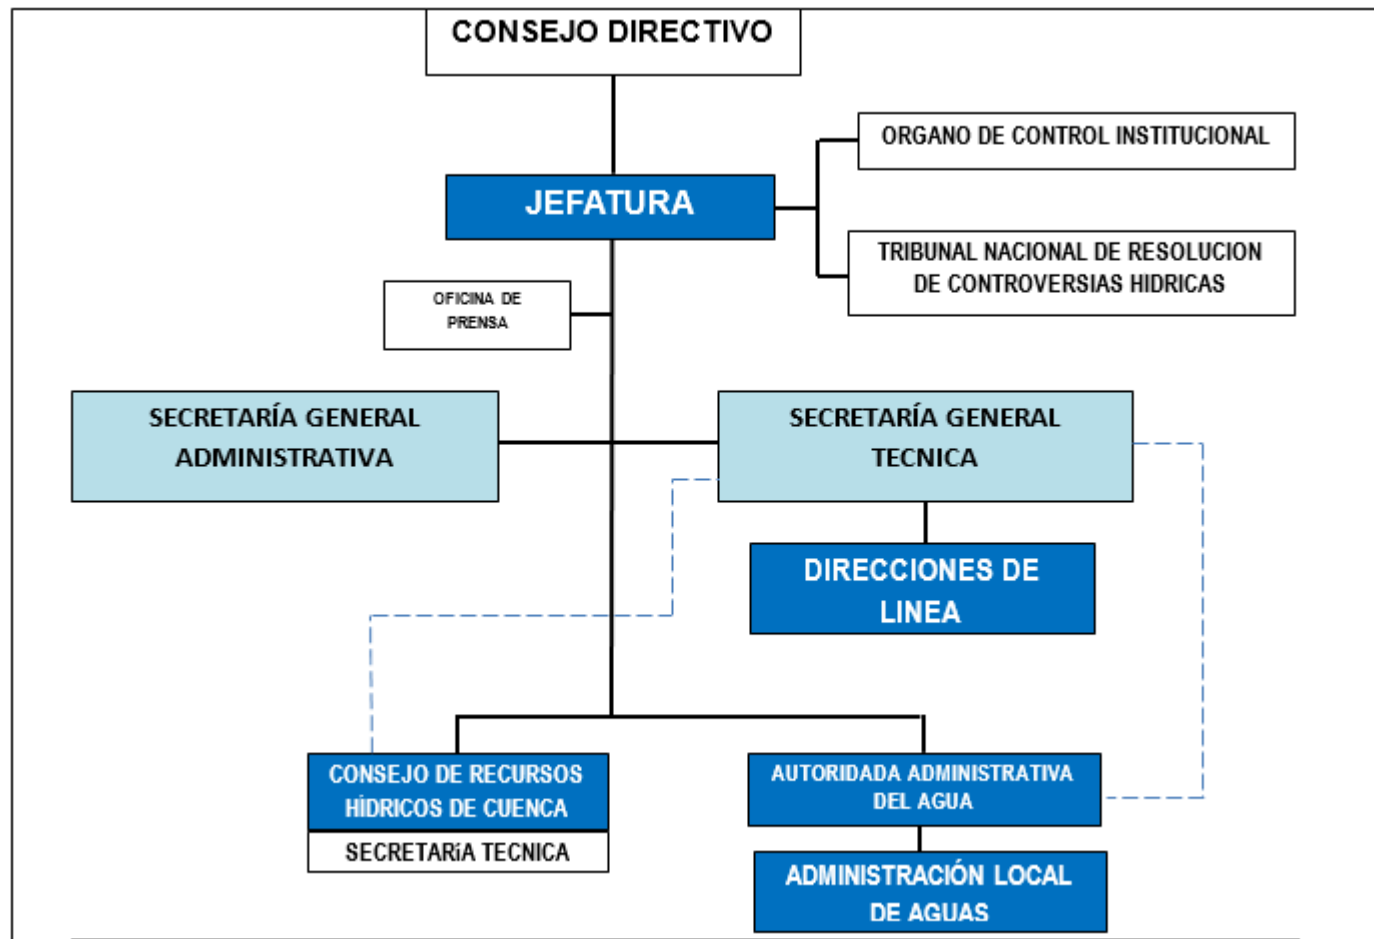 CONSEJO DIRECTIVO
ORGANO DE CONTROL INSTITUCIONAL
JEFATURA
TRIBUNAL NACIONAL DE RESOLUCION
DE CONTROVERSIAS HIDRICAS
OFICINA DE
PRENSA
SECRETARÍA GENERAL
ADMINISTRATIVA
SECRETARÍA GENERAL
TECNICA
DIRECCIONES DE
LINEA
CONSEJO DE RECURSOS
HÍDRICOS DE CUENCA
SECRETARíA TECNICA
AUTORIDADA ADMINISTRATIVA
DEL AGUA
ADMINISTRACIÓN LOCAL
DE AGUAS